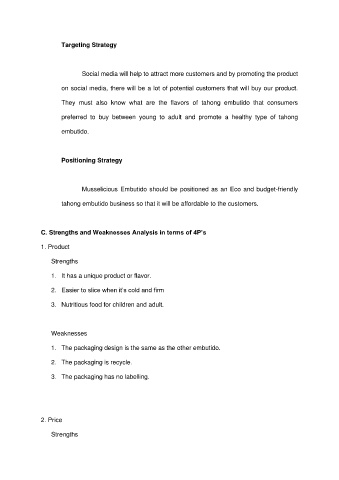 Targeting Strategy
Social media will help to attract more customers and by promoting the product
on social media, there will be a lot of potential customers that will buy our product.
They must also know what are the flavors of tahong embutido that consumers
preferred to buy between young to adult and promote a healthy type of tahong
embutido.
Positioning Strategy
Musselicious Embutido should be positioned as an Eco and budget-friendly
tahong embutido business so that it will be affordable to the customers.
C. Strengths and Weaknesses Analysis in terms of 4P's
1. Product
Strengths
1. It has a unique product or flavor.
2. Easier to slice when it's cold and firm
3. Nutritious food for children and adult.
Weaknesses
1. The packaging design is the same as the other embutido.
2. The packaging is recycle.
3. The packaging has no labelling.
2. Price
Strengths